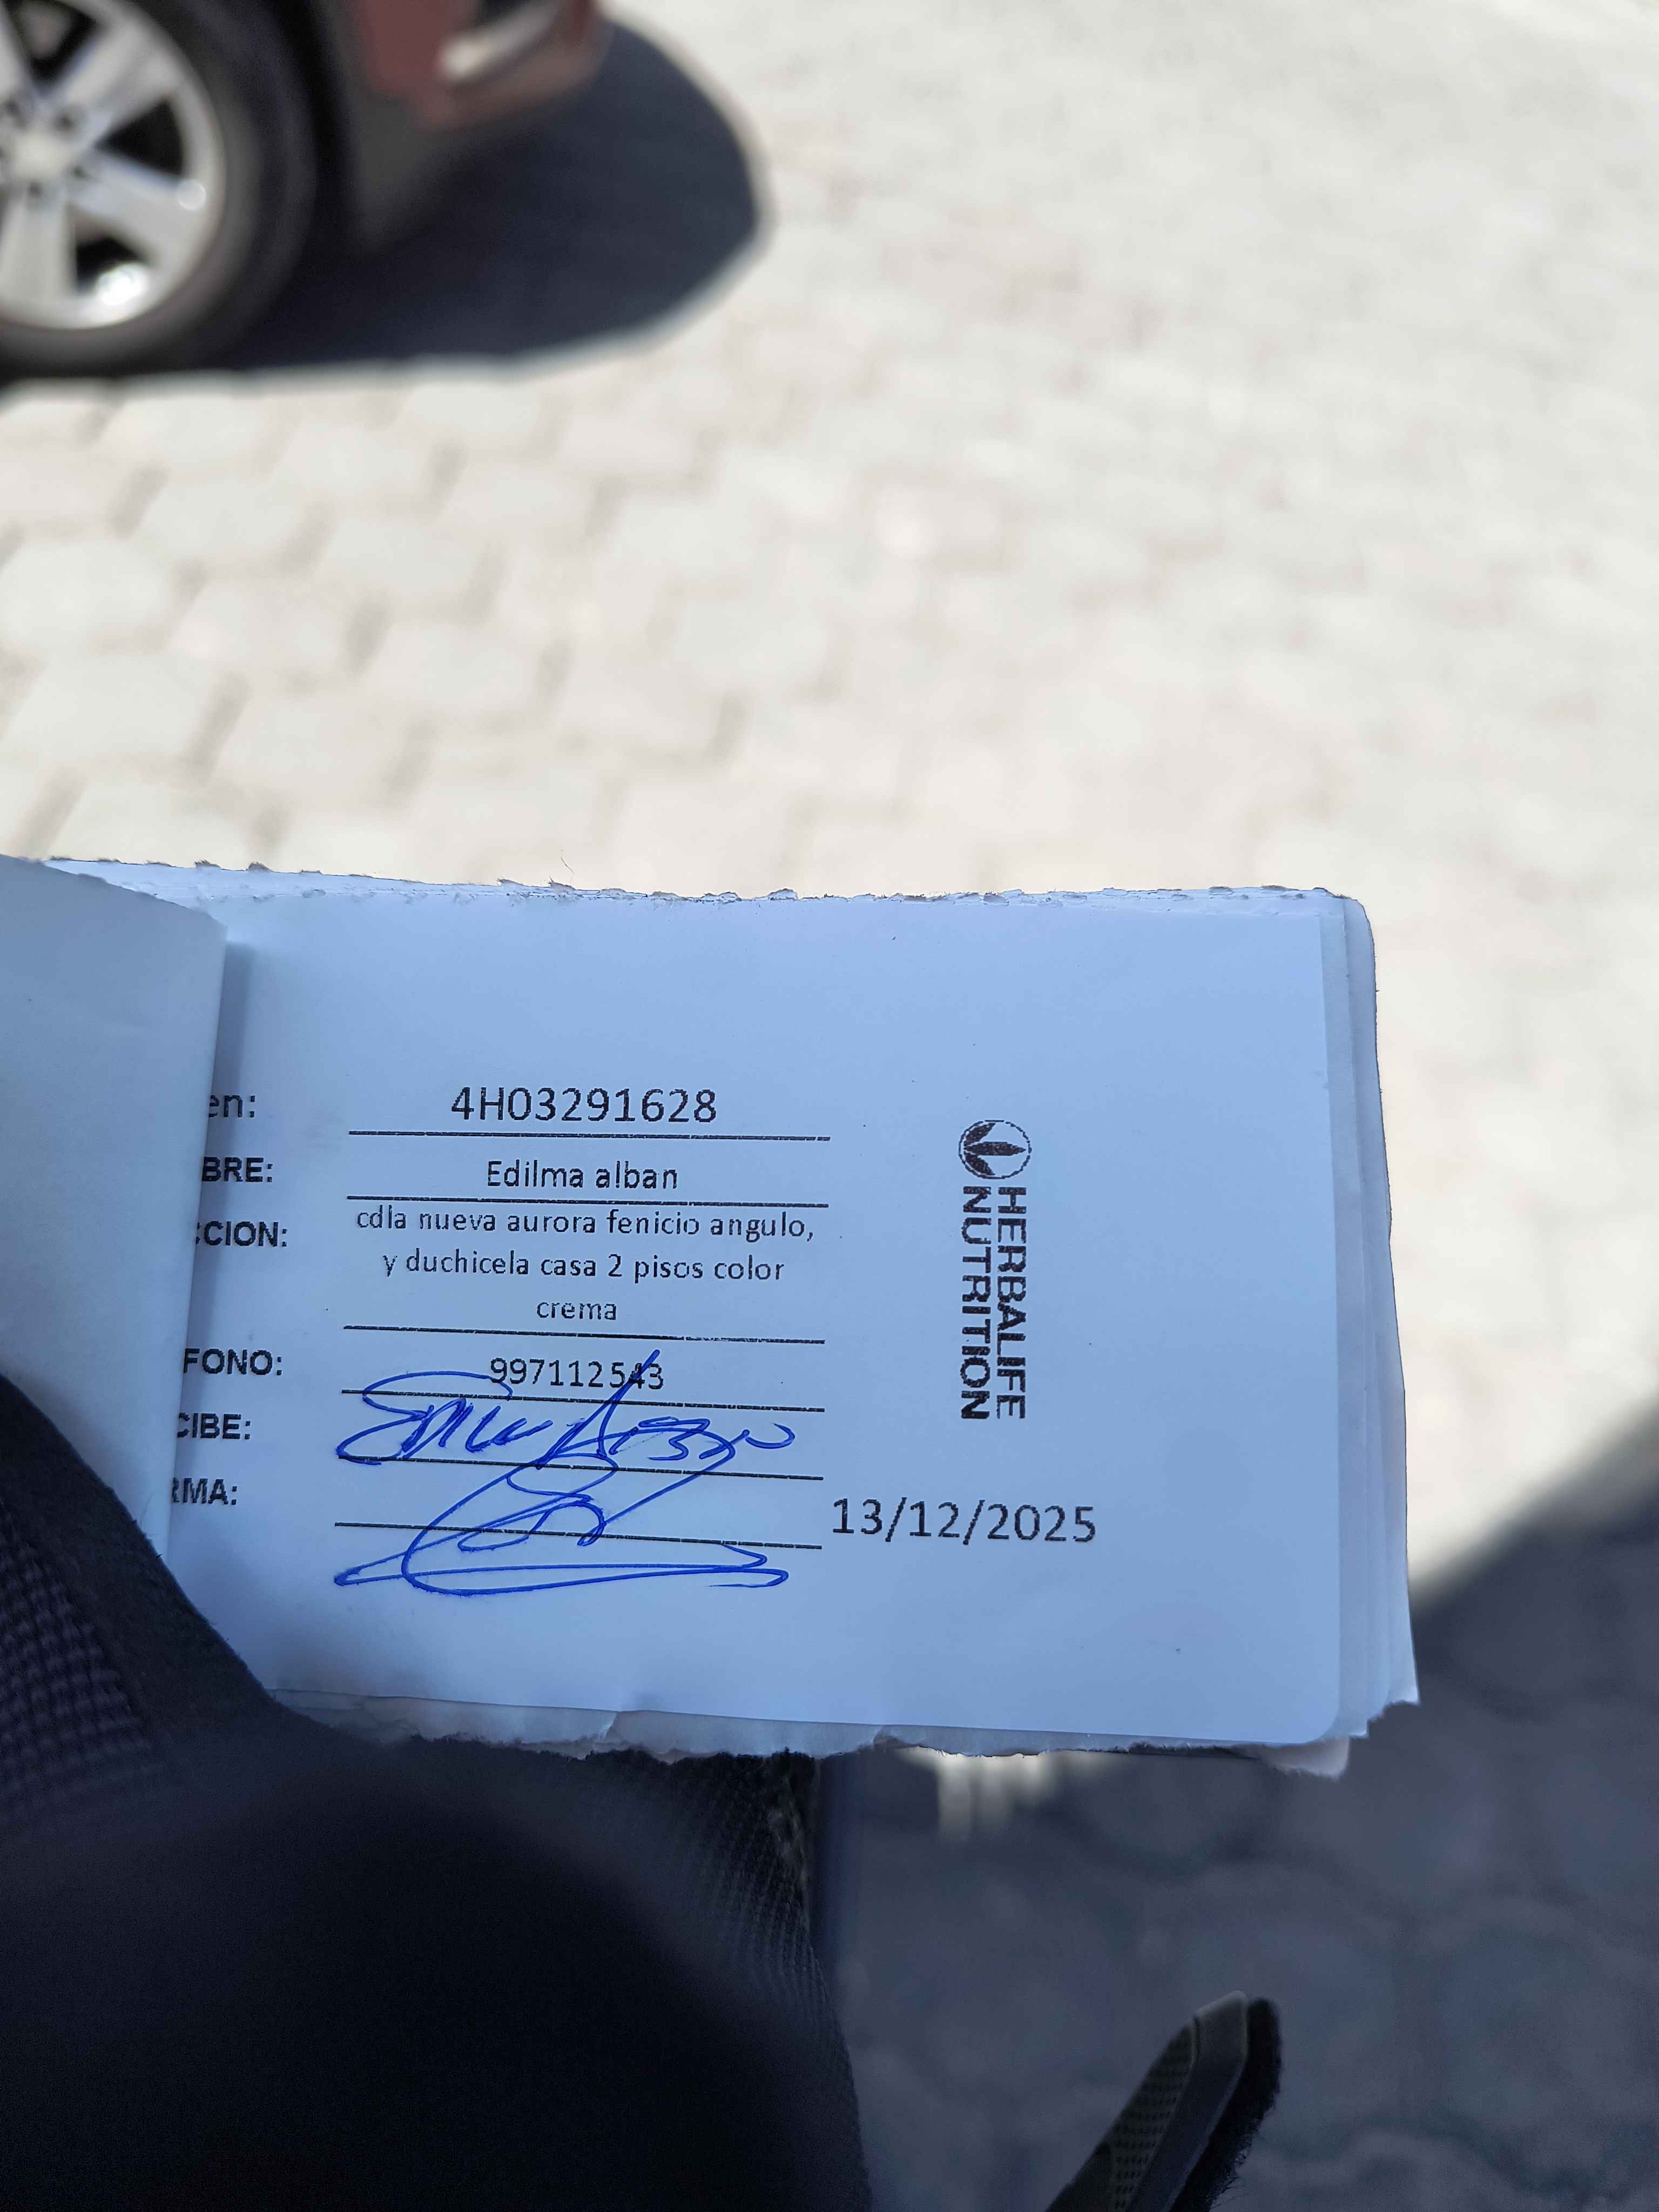 en: 4H03291628
BRE: Edilma alban
CCION: cdla nueva aurora fenicio angulo,
y duchicela casa 2 pisos color
crema
FONO: 997112543
CIBE:
RMA:
13/12/2025
HERBALIFE
NUTRITION